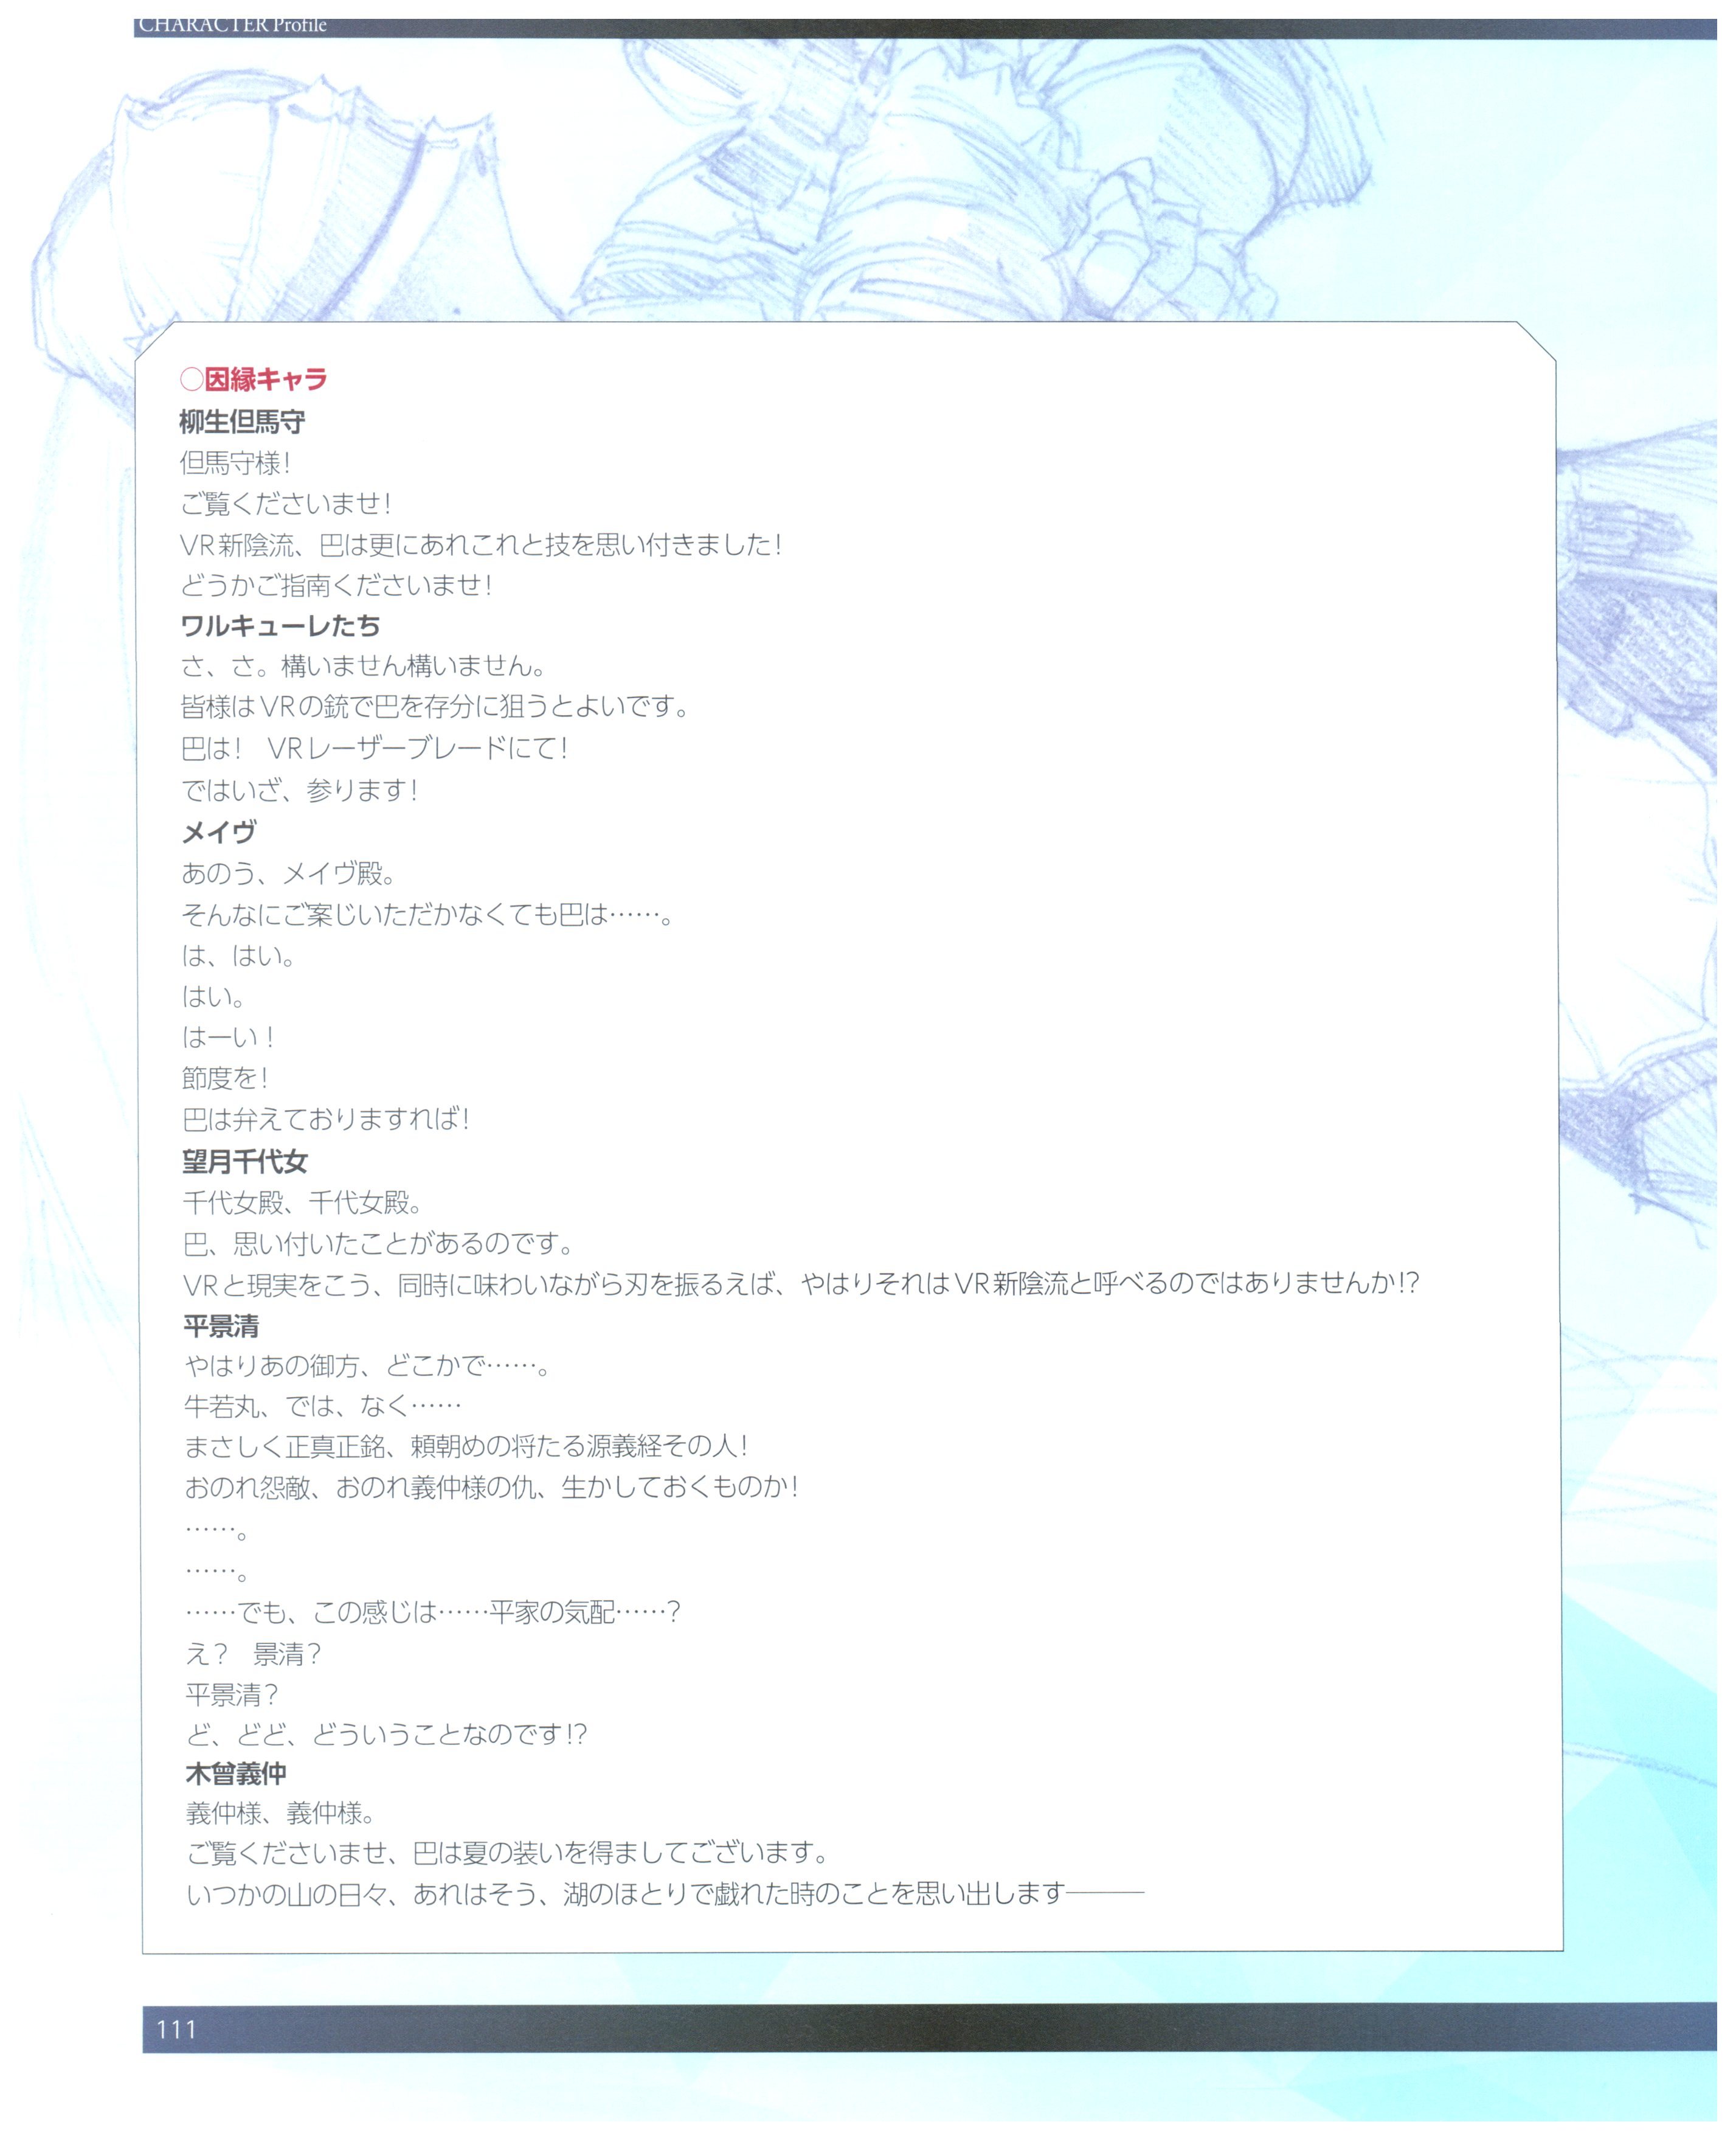 CHARACTER Profile
○因縁キャラ
柳生但馬守
但馬守様！
ご覧くださいませ！
VR新陰流、巴は更にあれこれと技を思い付きました！
どうかご指南くださいませ！
ワルキューレたち
さ、さ。構いません構いません。
皆様はVRの銃で巴を存分に狙うとよいです。
巴は！　VRレーザーブレードにて！
ではいざ、参ります！
メイヴ
あのう、メイヴ殿。
そんなにご案じいただかなくても巴は……。
は、はい。
はい。
はーい！
節度を！
巴は弁えておりますれば！
望月千代女
千代女殿、千代女殿。
巴、思い付いたことがあるのです。
VRと現実をこう、同時に味わいながら刃を振るえば、やはりそれはVR新陰流と呼べるのではありませんか!?
平景清
やはりあの御方、どこかで……。
牛若丸、では、なく……
まさしく正真正銘、頼朝めの将たる源義経その人！
おのれ怨敵、おのれ義仲様の仇、生かしておくものか！
……。
……。
……でも、この感じは……平家の気配……？
え？　景清？
平景清？
ど、どど、どういうことなのです!?
木曾義仲
義仲様、義仲様。
ご覧くださいませ、巴は夏の装いを得ましてございます。
いつかの山の日々、あれはそう、湖のほとりで戯れた時のことを思い出します———
111